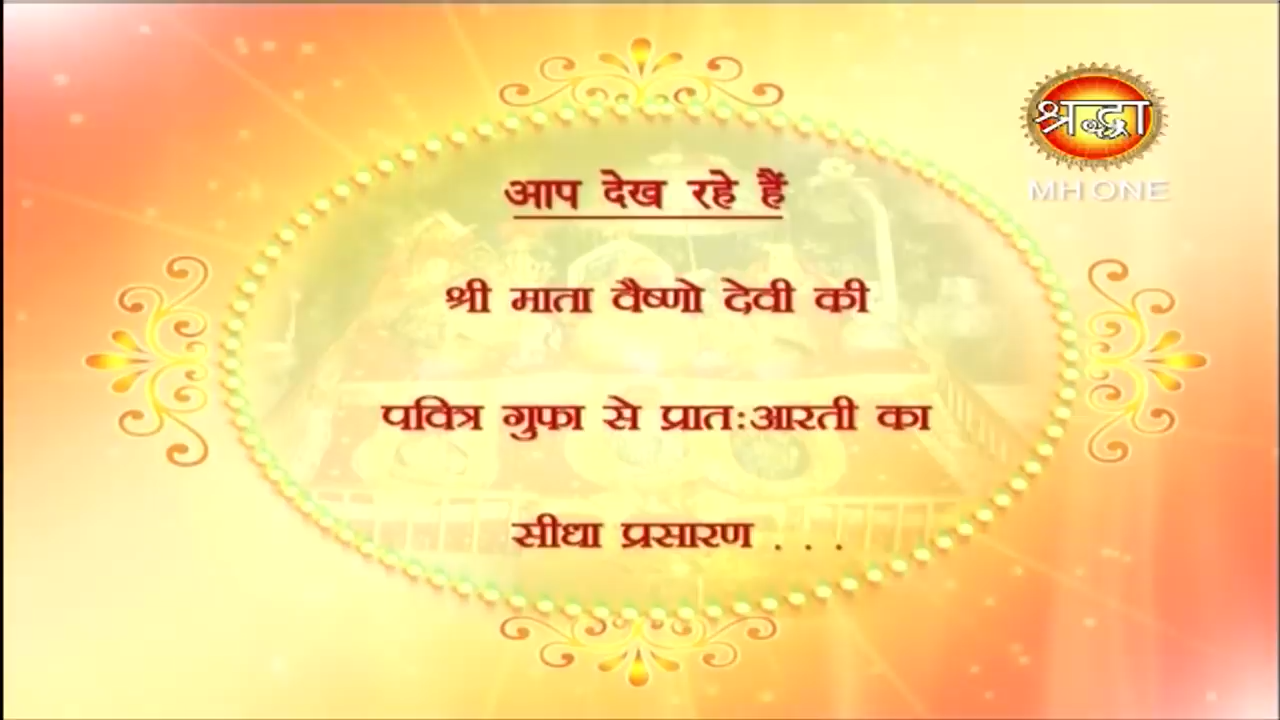 श्रद्धा
MH ONE
आप देख रहे हैं
श्री माता वैष्णो देवी की
पवित्र गुफा से प्रातःआरती का
सीधा प्रसारण . . .